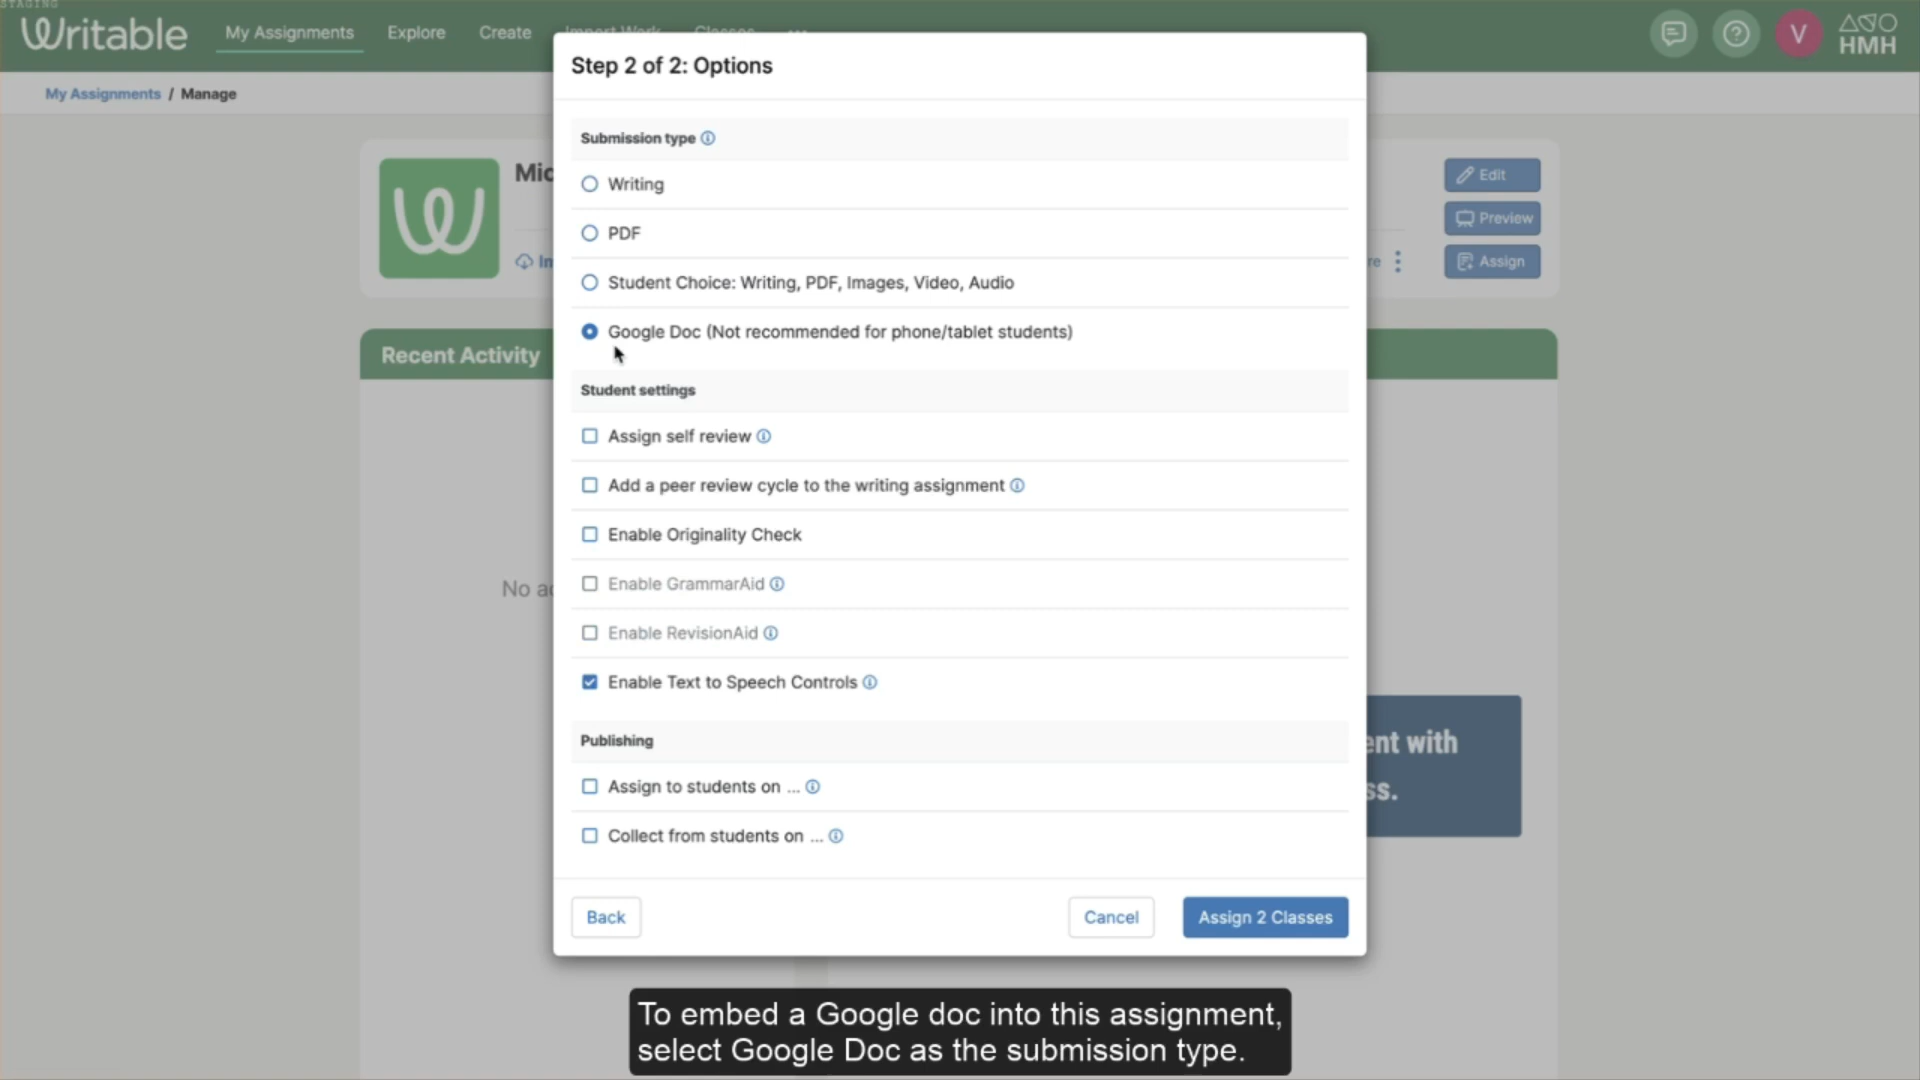 STAGING
Writable
My Assignments Explore Create Import Work Classes ...
V
HMH
My Assignments / Manage
Step 2 of 2: Options
Submission type
Writing
PDF
Student Choice: Writing, PDF, Images, Video, Audio
Google Doc (Not recommended for phone/tablet students)
Student settings
Assign self review
Add a peer review cycle to the writing assignment
Enable Originality Check
Enable GrammarAid
Enable RevisionAid
Enable Text to Speech Controls
Publishing
Assign to students on ...
Collect from students on ...
Back
Cancel
Assign 2 Classes
Mic
Edit
Preview
Assign
Recent Activity
No
ent with
ss.
To embed a Google doc into this assignment,
select Google Doc as the submission type.